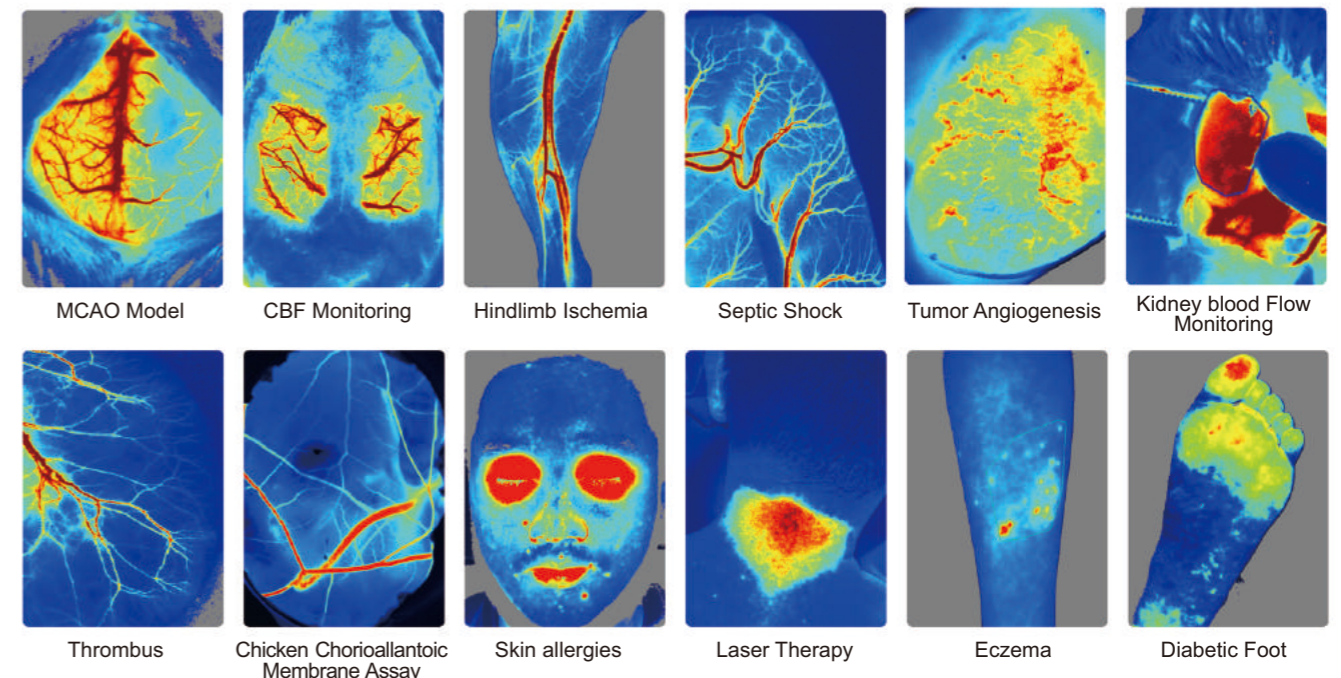 MCAO Model
CBF Monitoring
Hindlimb Ischemia
Septic Shock
Tumor Angiogenesis
Kidney blood Flow
Monitoring
Thrombus
Chicken Chorioallantoic
Membrane Assay
Skin allergies
Laser Therapy
Eczema
Diabetic Foot